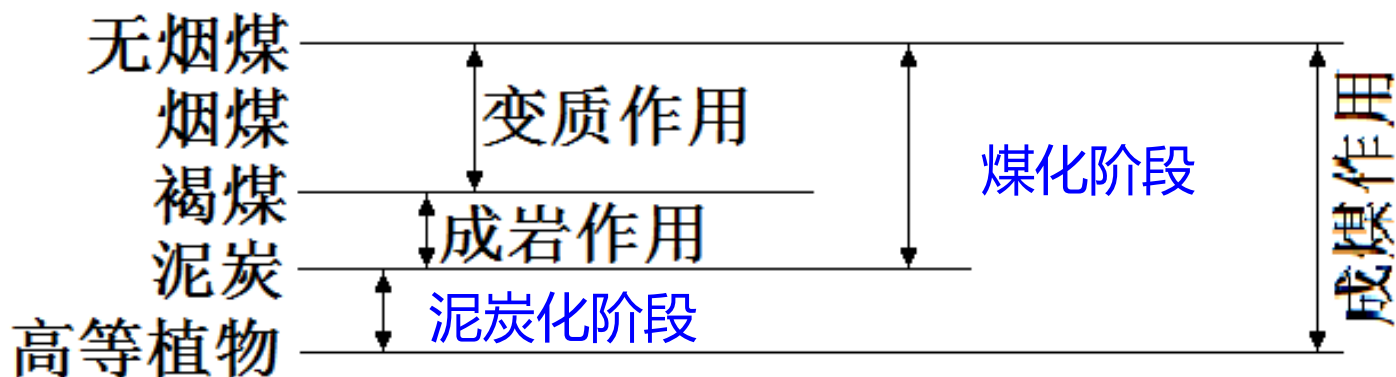 无烟煤
烟煤
变质作用
煤化阶段
褐煤
成岩作用
泥炭
泥炭化阶段
高等植物
成煤作用